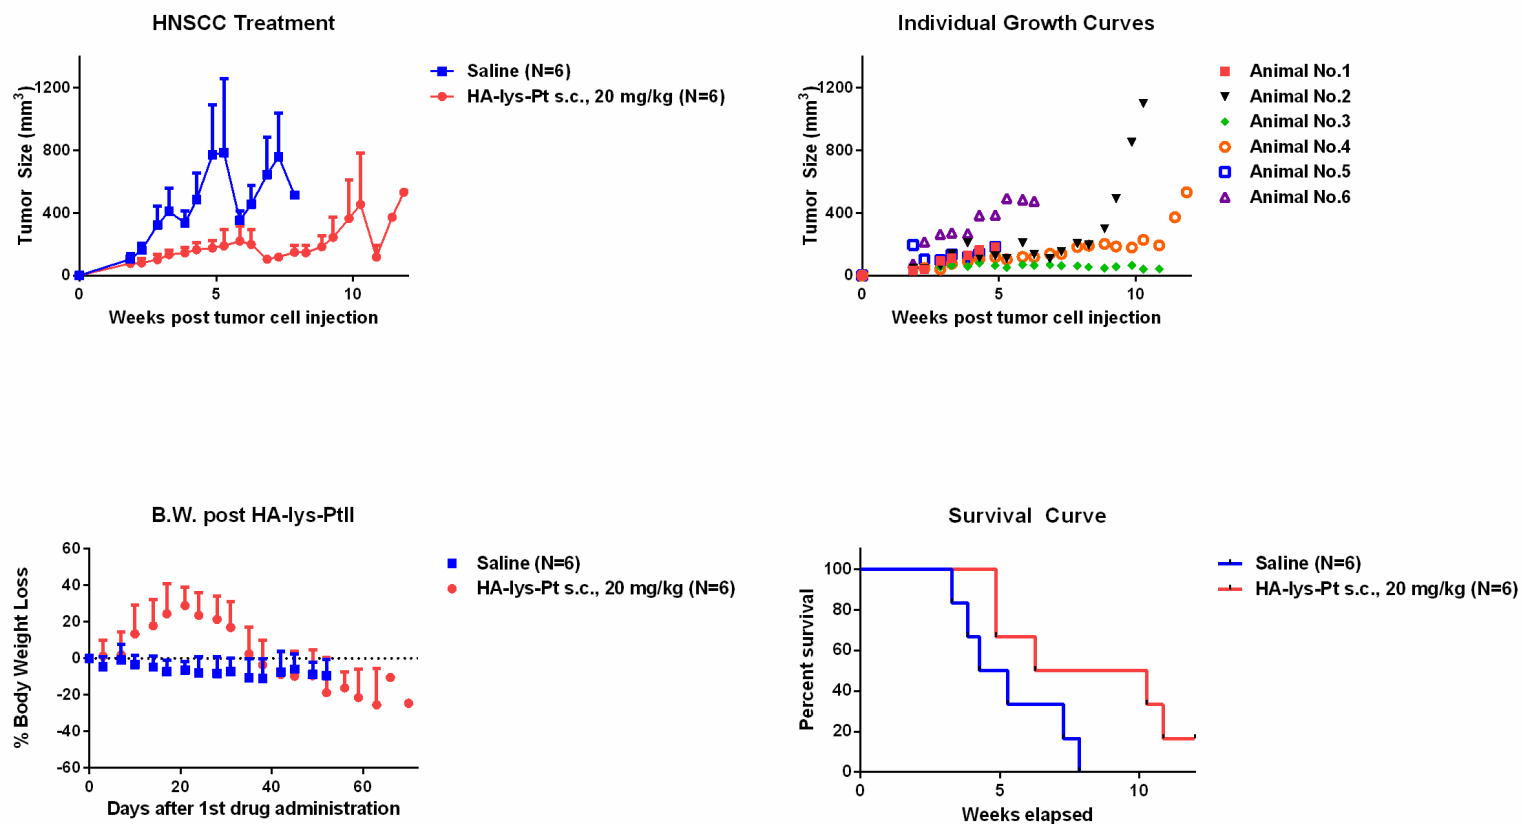 HNSCC Treatment
Tumor Size (mm3)
1200
800
400
0
0 5 10
Weeks post tumor cell injection
Saline (N=6)
HA-lys-Pt s.c., 20 mg/kg (N=6)
Individual Growth Curves
Tumor Size (mm3)
1200
800
400
0
0 5 10
Weeks post tumor cell injection
Animal No.1
Animal No.2
Animal No.3
Animal No.4
Animal No.5
Animal No.6
B.W. post HA-lys-PtII
% Body Weight Loss
60
40
20
0
-20
-40
-60
0 20 40 60
Days after 1st drug administration
Saline (N=6)
HA-lys-Pt s.c., 20 mg/kg (N=6)
Survival Curve
Percent survival
100
80
60
40
20
0
0 5 10
Weeks elapsed
Saline (N=6)
HA-lys-Pt s.c., 20 mg/kg (N=6)